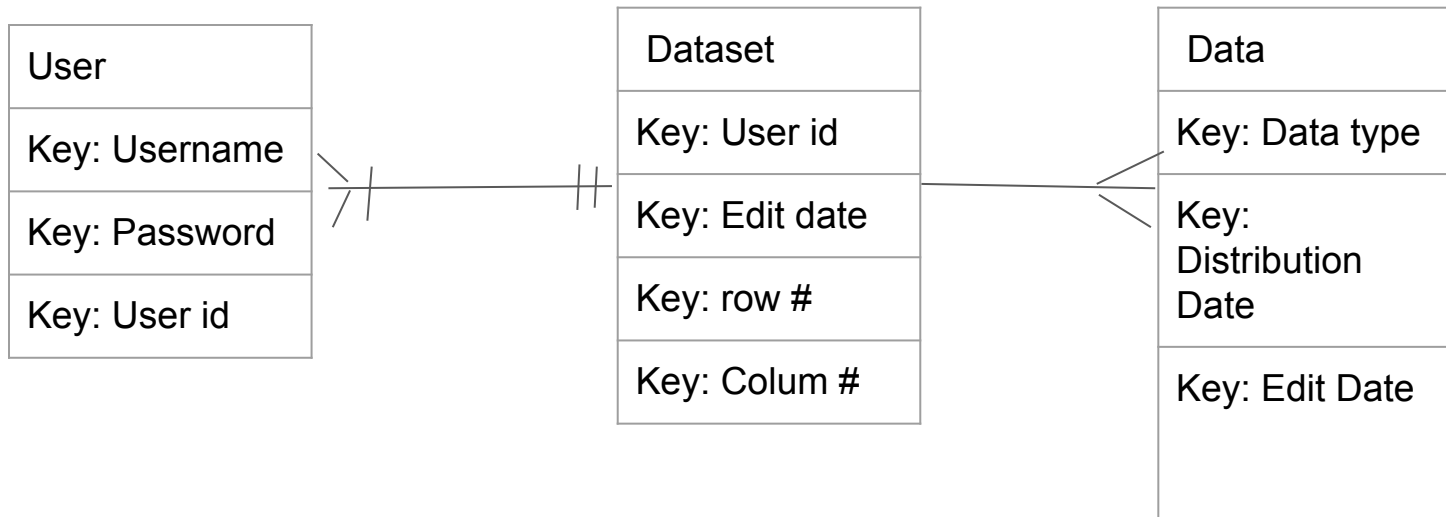 User
Key: Username
Key: Password
Key: User id
Dataset
Key: User id
Key: Edit date
Key: row #
Key: Colum #
Data
Key: Data type
Key:
Distribution
Date
Key: Edit Date